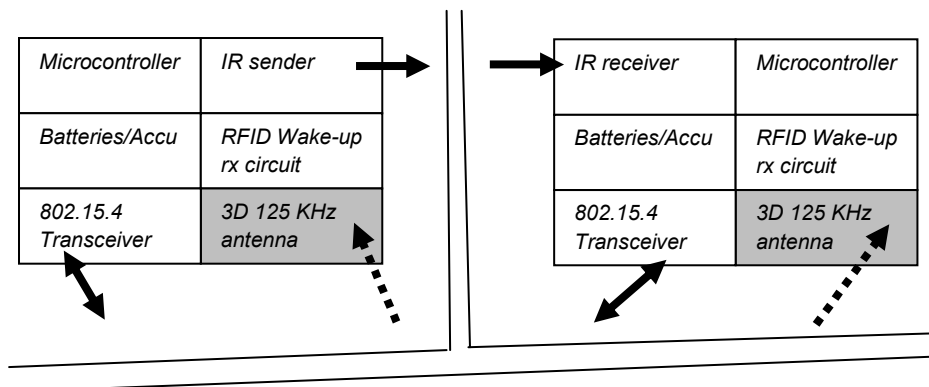 Microcontroller
IR sender
Batteries/Accu
RFID Wake-up
rx circuit
802.15.4
Transceiver
3D 125 KHz
antenna
IR receiver
Microcontroller
Batteries/Accu
RFID Wake-up
rx circuit
802.15.4
Transceiver
3D 125 KHz
antenna